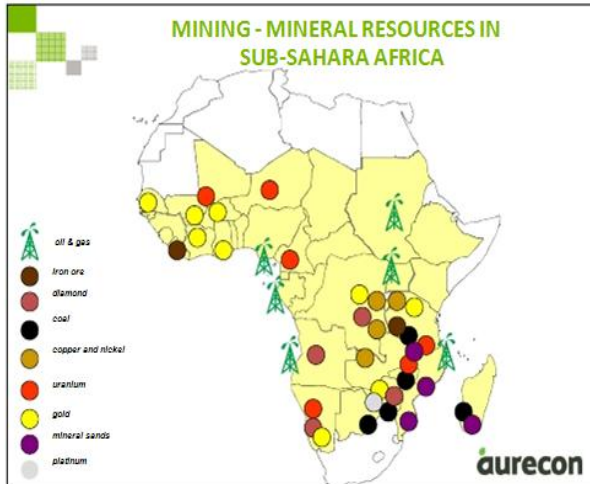 MINING - MINERAL RESOURCES IN
SUB-SAHARA AFRICA
oil & gas
Iron ore
diamond
coal
copper and nickel
uranium
gold
mineral sands
platinum
aurecon